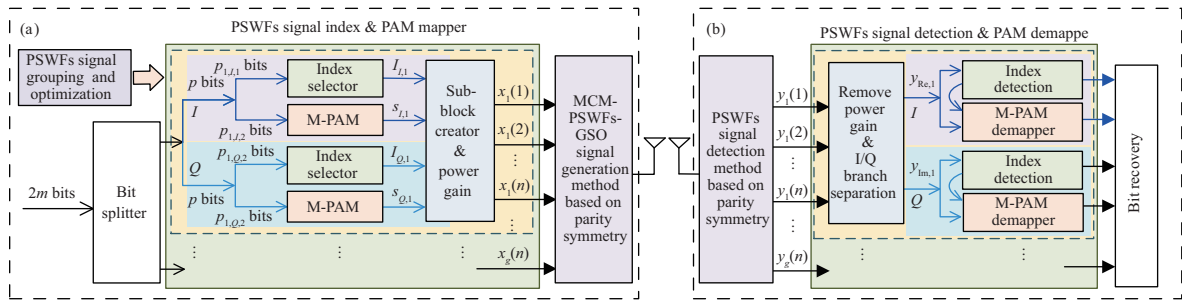 (a)
PSWFs signal index & PAM mapper
PSWFs signal
grouping and
optimization
2m bits
Bit
splitter
p bits
I
Q
p bits
p1,I,1 bits
p1,I,2 bits
p1,Q,2 bits
p1,Q,2 bits
Index
selector
M-PAM
Index
selector
M-PAM
II,1
sI,1
IQ,1
sQ,1
Sub-
block
creator
&
power
gain
x1(1)
x1(2)
⋮
x1(n)
⋮
⋮
⋮
xg(n)
MCM-
PSWFs-
GSO
signal
generation
method
based on
parity
symmetry
(b)
PSWFs signal detection & PAM demappe
PSWFs
signal
detection
method
based on
parity
symmetry
y1(1)
y1(2)
⋮
y1(n)
⋮
yg(n)
Remove
power
gain
&
I/Q
branch
separation
yRe,1
I
yIm,1
Q
Index
detection
M-PAM
demapper
Index
detection
M-PAM
demapper
⋮
⋮
Bit recovery